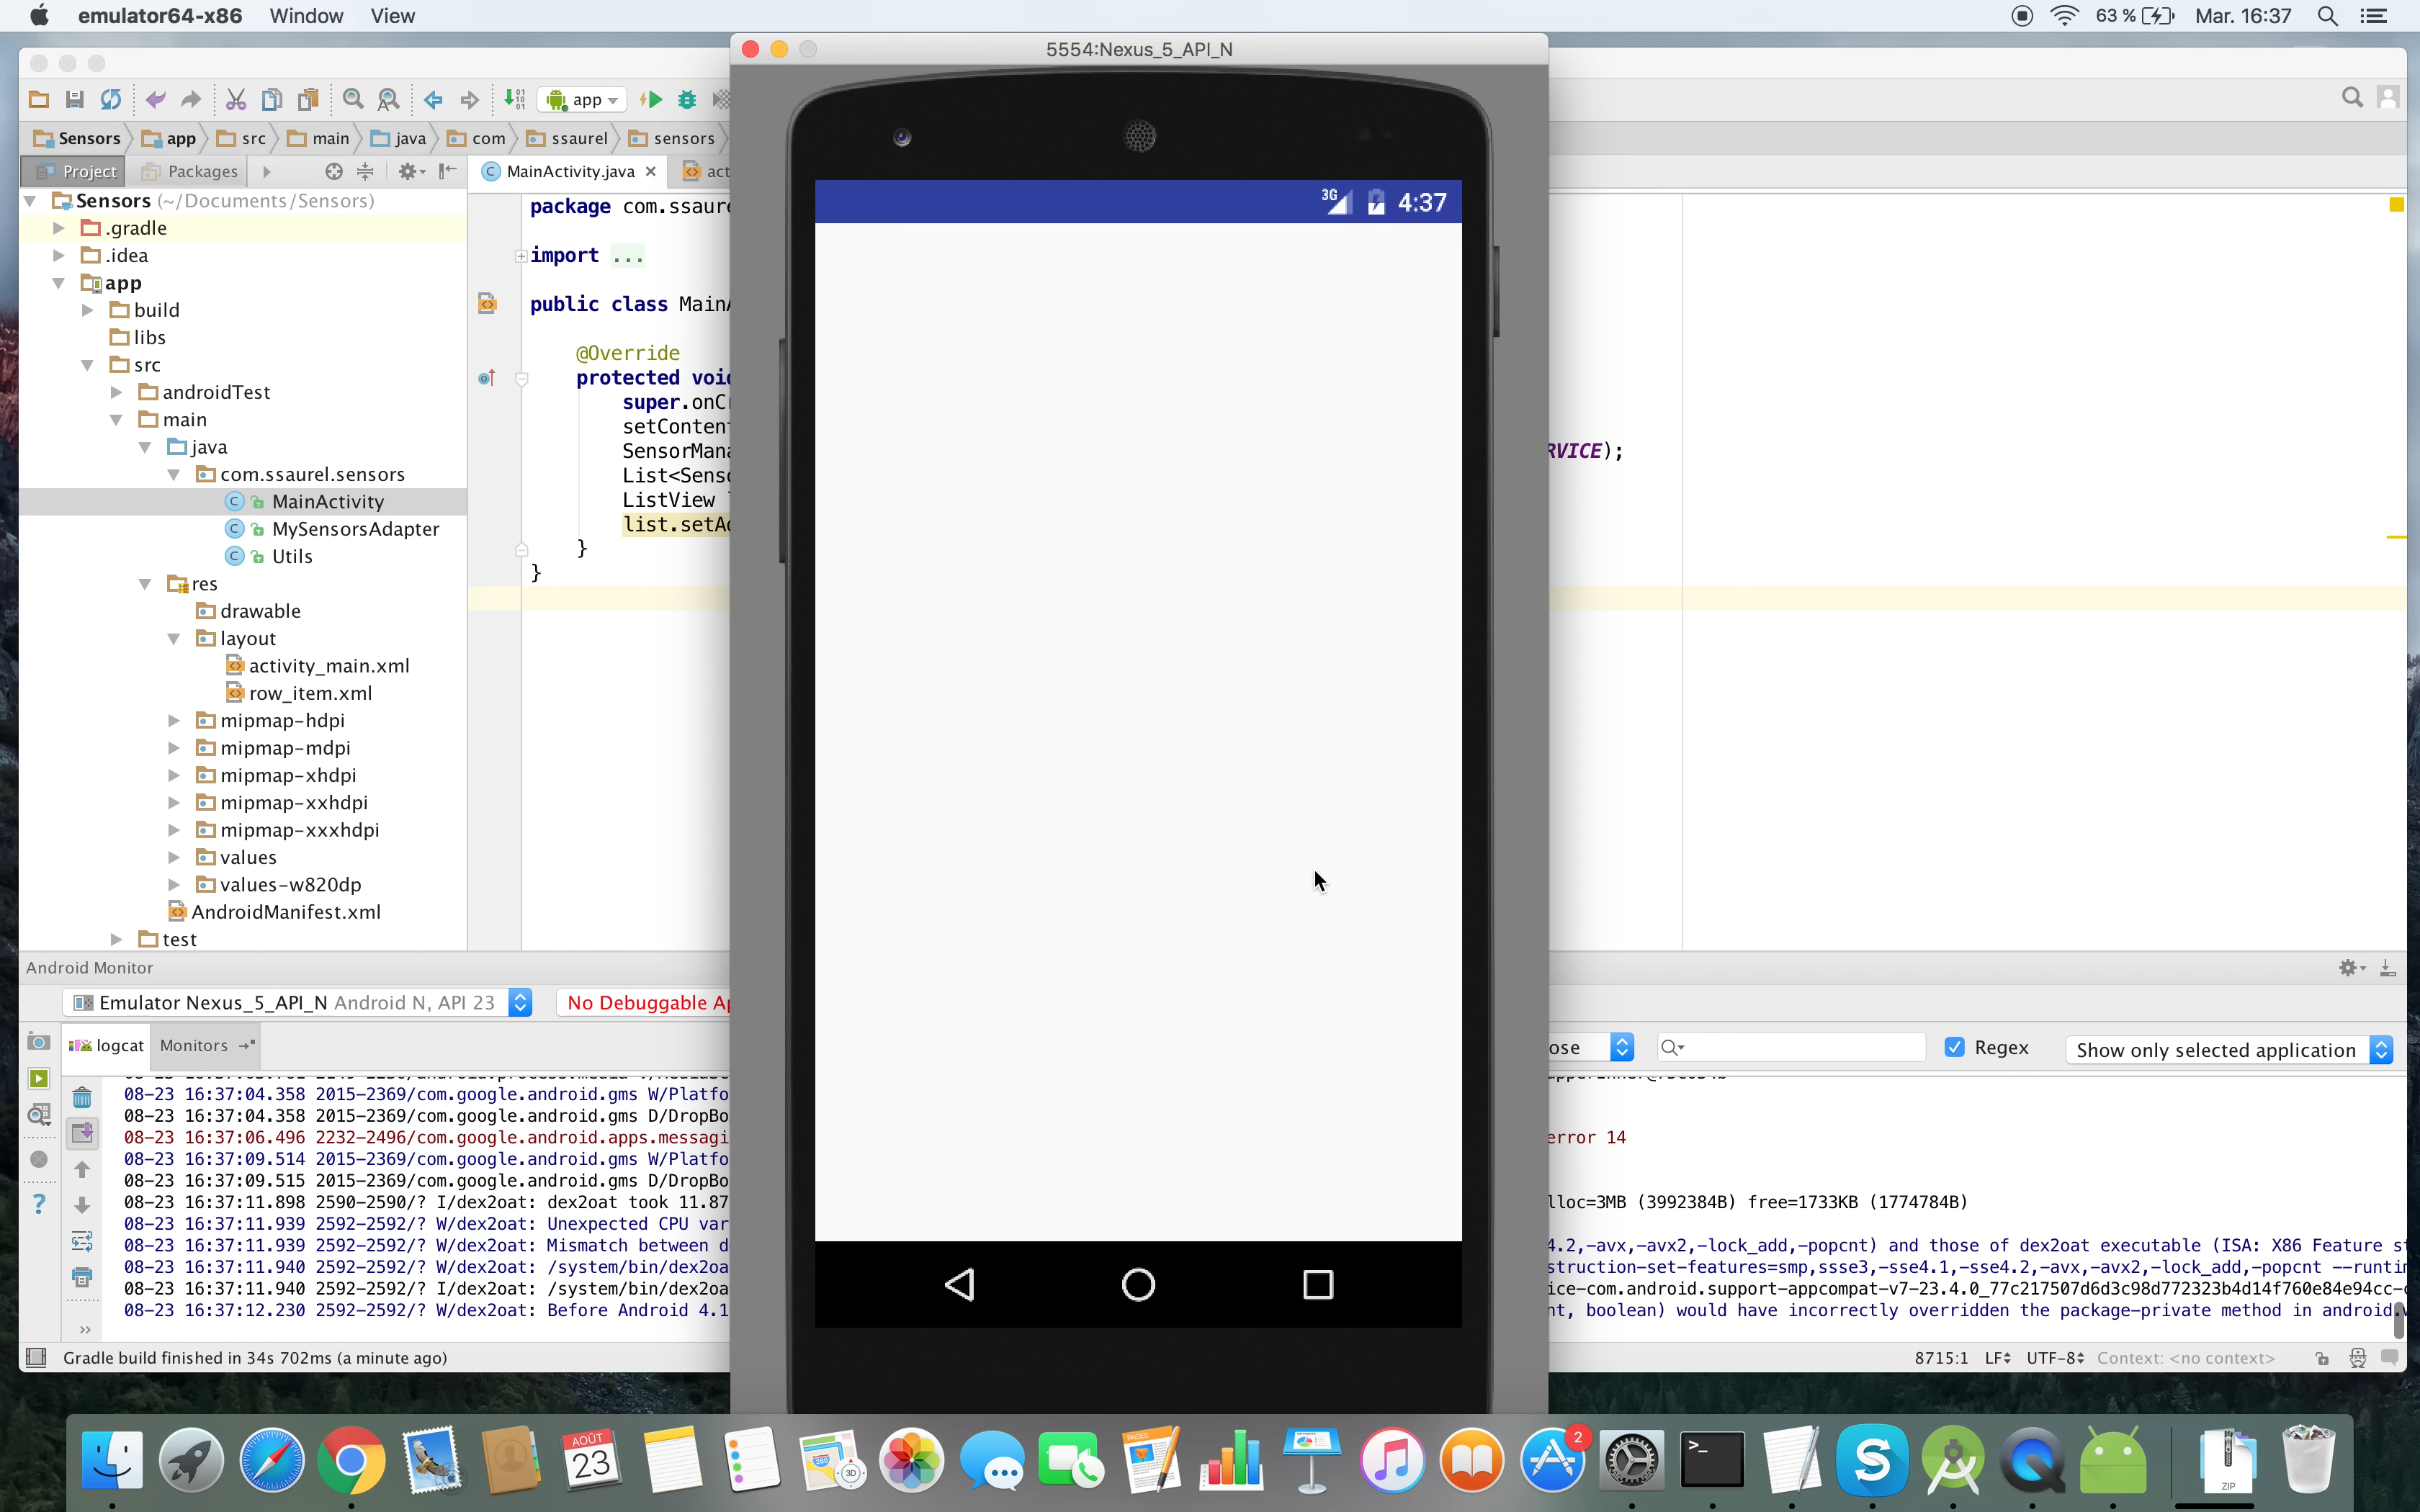 emulator64-x86 Window View 63 % Mar. 16:37
5554:Nexus_5_API_N
app
Sensors app src main java com ssaurel sensors
Project Packages MainActivity.java act
Sensors (~/Documents/Sensors)
.gradle
.idea
app
build
libs
src
androidTest
main
java
com.ssaurel.sensors
MainActivity
MySensorsAdapter
Utils
res
drawable
layout
activity_main.xml
row_item.xml
mipmap-hdpi
mipmap-mdpi
mipmap-xhdpi
mipmap-xxhdpi
mipmap-xxxhdpi
values
values-w820dp
AndroidManifest.xml
test
package com.ssaure
import ...
public class MainA
@Override
protected void
super.onCr
setConten
SensorMana RVICE);
List<Senso
ListView
list.setAd
}
}
3G 4:37
Android Monitor
Emulator Nexus_5_API_N Android N, API 23 No Debuggable Ap
logcat Monitors ose Regex Show only selected application
08-23 16:37:04.358 2015-2369/com.google.android.gms W/Platfo
08-23 16:37:04.358 2015-2369/com.google.android.gms D/DropBo
08-23 16:37:06.496 2232-2496/com.google.android.apps.messagi error 14
08-23 16:37:09.514 2015-2369/com.google.android.gms W/Platfo
08-23 16:37:09.515 2015-2369/com.google.android.gms D/DropBo
08-23 16:37:11.898 2590-2590/? I/dex2oat: dex2oat took 11.87 lloc=3MB (3992384B) free=1733KB (1774784B)
08-23 16:37:11.939 2592-2592/? W/dex2oat: Unexpected CPU var
08-23 16:37:11.939 2592-2592/? W/dex2oat: Mismatch between d 4.2,-avx,-avx2,-lock_add,-popcnt) and those of dex2oat executable (ISA: X86 Feature st
08-23 16:37:11.940 2592-2592/? W/dex2oat: /system/bin/dex2oa struction-set-features=smp,ssse3,-sse4.1,-sse4.2,-avx,-avx2,-lock_add,-popcnt --runtim
08-23 16:37:11.940 2592-2592/? I/dex2oat: /system/bin/dex2oa ice-com.android.support-appcompat-v7-23.4.0_77c217507d6d3c98d772323b4d14f760e84e94cc-c
08-23 16:37:12.230 2592-2592/? W/dex2oat: Before Android 4.1 nt, boolean) would have incorrectly overridden the package-private method in android.
Gradle build finished in 34s 702ms (a minute ago) 8715:1 LF UTF-8 Context: <no context>
AOÛT
23
280
3D
PAGES
2
>_
S
ZIP